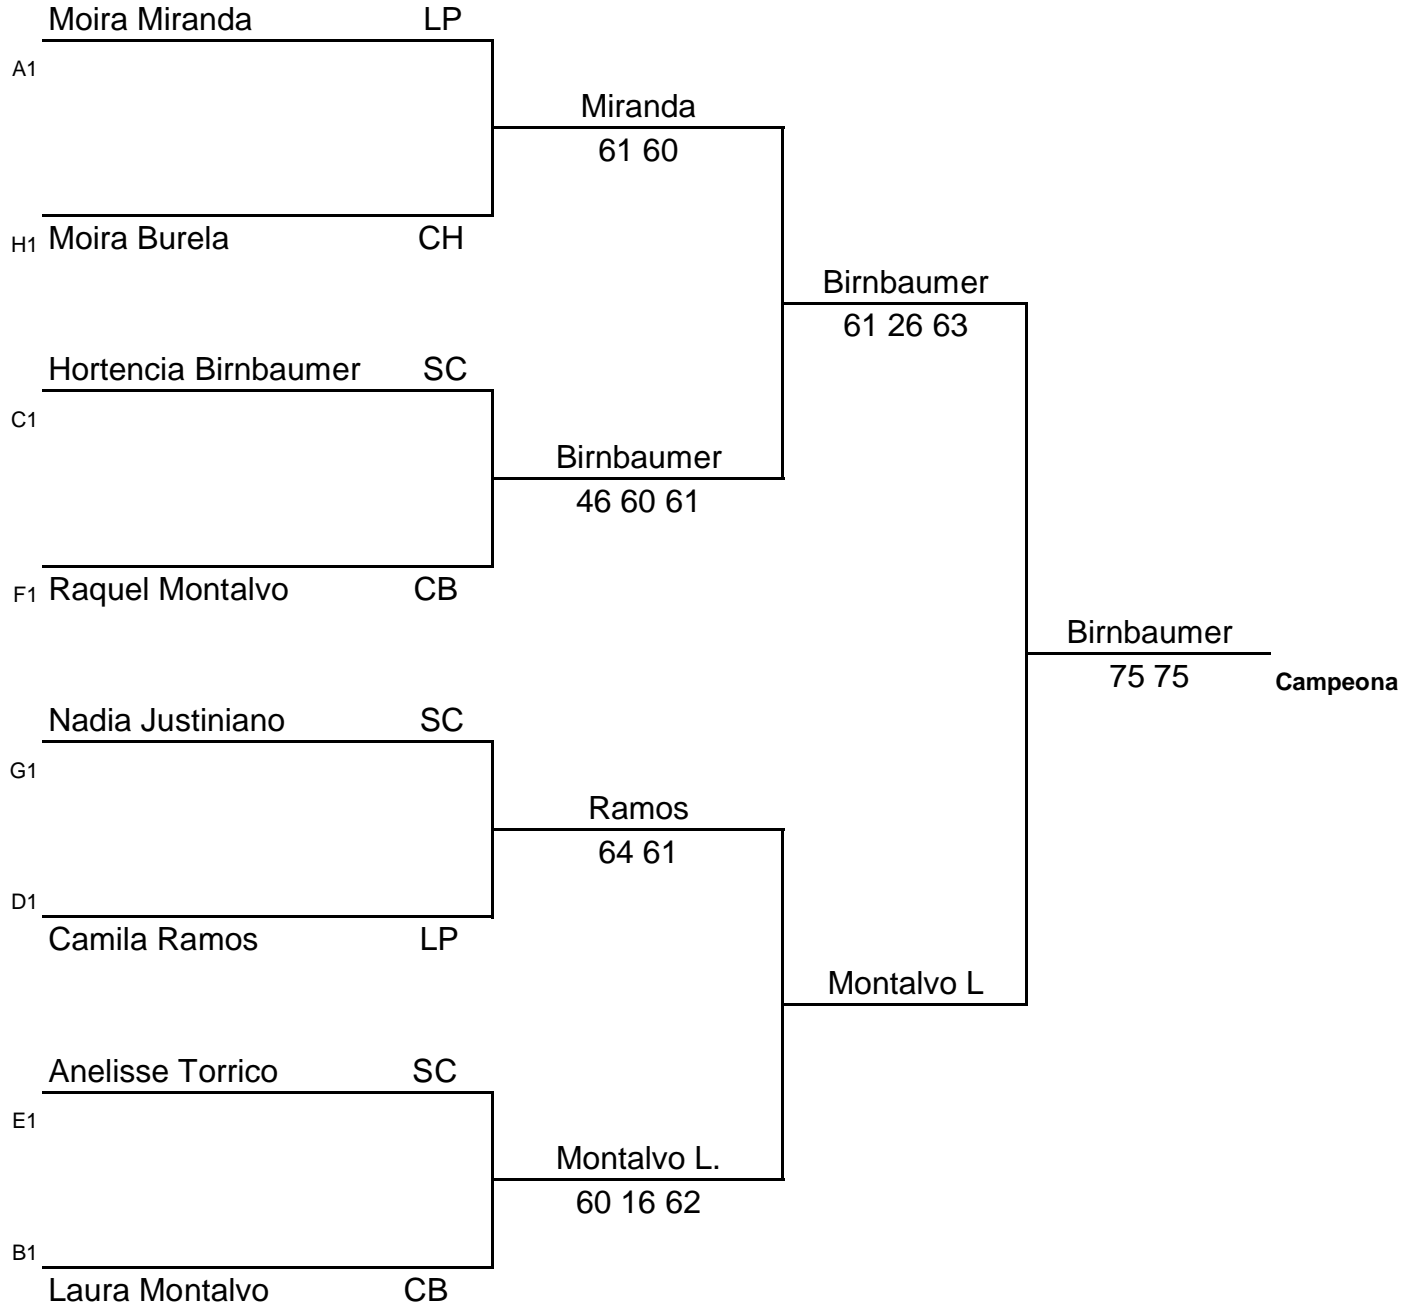 Moira Miranda LP
A1
Miranda
61 60
H1 Moira Burela CH
Birnbaumer
61 26 63
Hortencia Birnbaumer SC
C1
Birnbaumer
46 60 61
F1 Raquel Montalvo CB
Birnbaumer
75 75 Campeona
Nadia Justiniano SC
G1
Ramos
64 61
D1
Camila Ramos LP
Montalvo L
Anelisse Torrico SC
E1
Montalvo L.
60 16 62
B1
Laura Montalvo CB